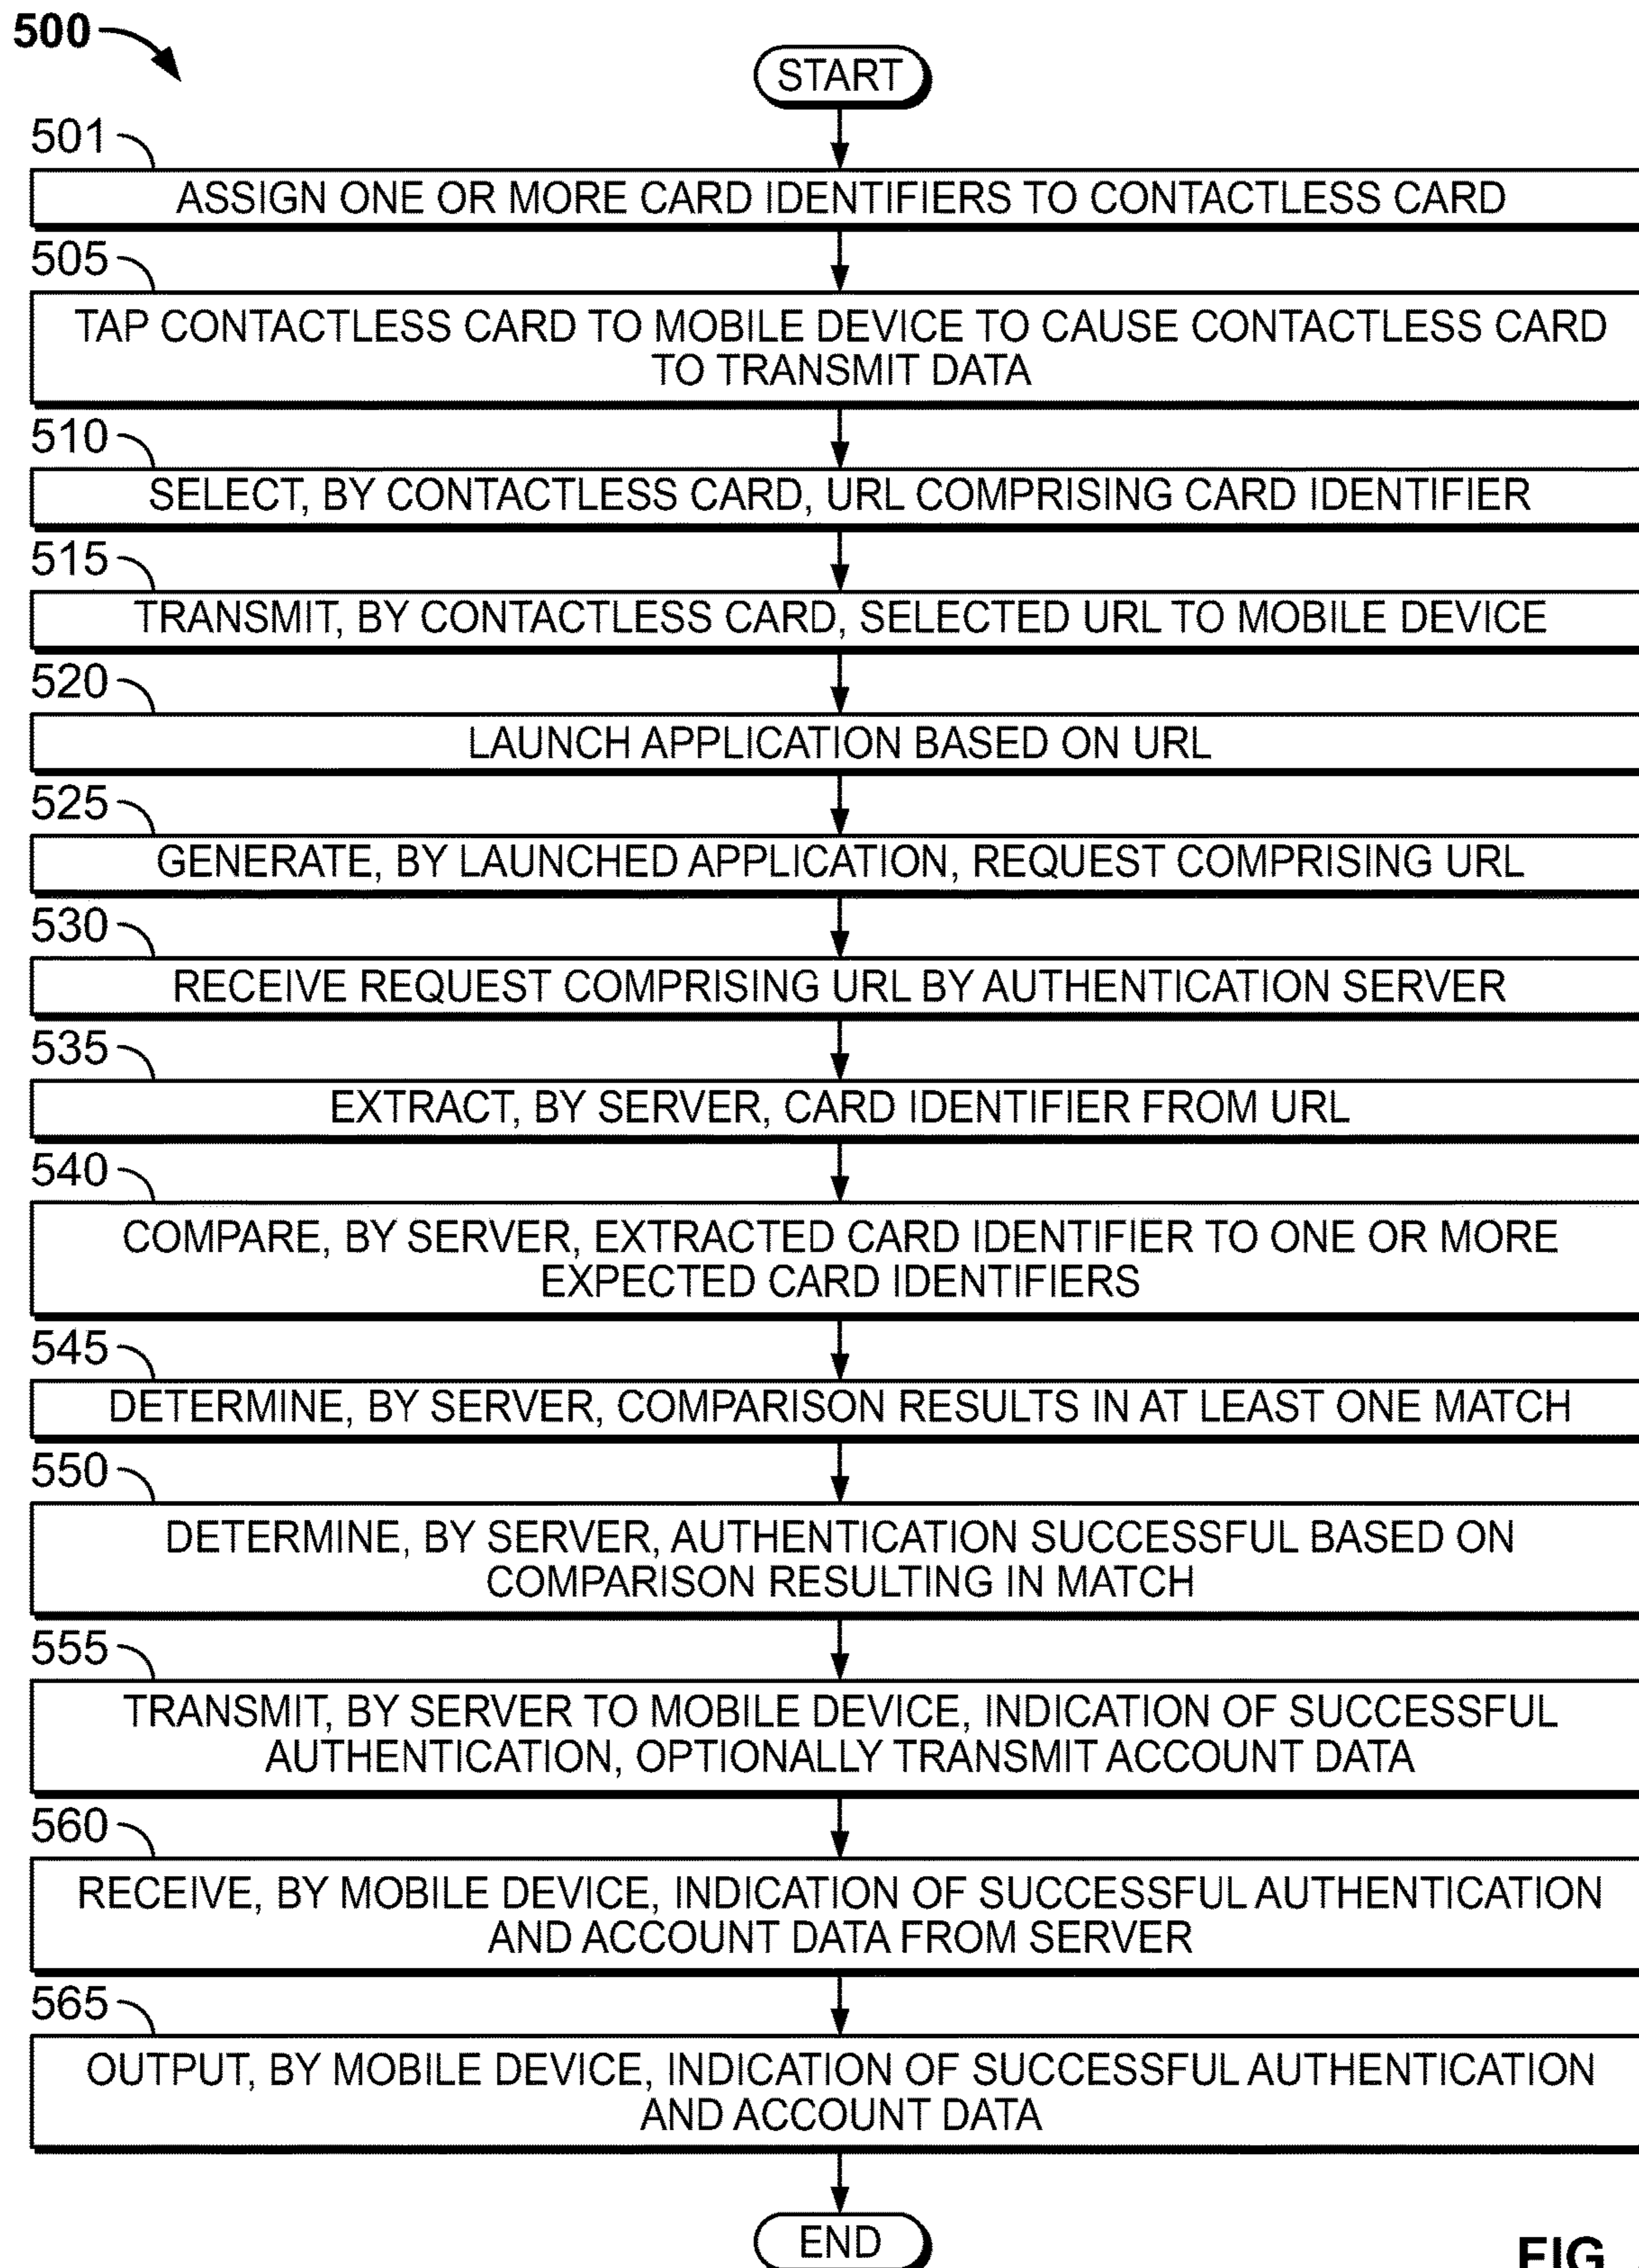 500
START
501
ASSIGN ONE OR MORE CARD IDENTIFIERS TO CONTACTLESS CARD
505
TAP CONTACTLESS CARD TO MOBILE DEVICE TO CAUSE CONTACTLESS CARD
TO TRANSMIT DATA
510
SELECT, BY CONTACTLESS CARD, URL COMPRISING CARD IDENTIFIER
515
TRANSMIT, BY CONTACTLESS CARD, SELECTED URL TO MOBILE DEVICE
520
LAUNCH APPLICATION BASED ON URL
525
GENERATE, BY LAUNCHED APPLICATION, REQUEST COMPRISING URL
530
RECEIVE REQUEST COMPRISING URL BY AUTHENTICATION SERVER
535
EXTRACT, BY SERVER, CARD IDENTIFIER FROM URL
540
COMPARE, BY SERVER, EXTRACTED CARD IDENTIFIER TO ONE OR MORE
EXPECTED CARD IDENTIFIERS
545
DETERMINE, BY SERVER, COMPARISON RESULTS IN AT LEAST ONE MATCH
550
DETERMINE, BY SERVER, AUTHENTICATION SUCCESSFUL BASED ON
COMPARISON RESULTING IN MATCH
555
TRANSMIT, BY SERVER TO MOBILE DEVICE, INDICATION OF SUCCESSFUL
AUTHENTICATION, OPTIONALLY TRANSMIT ACCOUNT DATA
560
RECEIVE, BY MOBILE DEVICE, INDICATION OF SUCCESSFUL AUTHENTICATION
AND ACCOUNT DATA FROM SERVER
565
OUTPUT, BY MOBILE DEVICE, INDICATION OF SUCCESSFUL AUTHENTICATION
AND ACCOUNT DATA
END
FIG